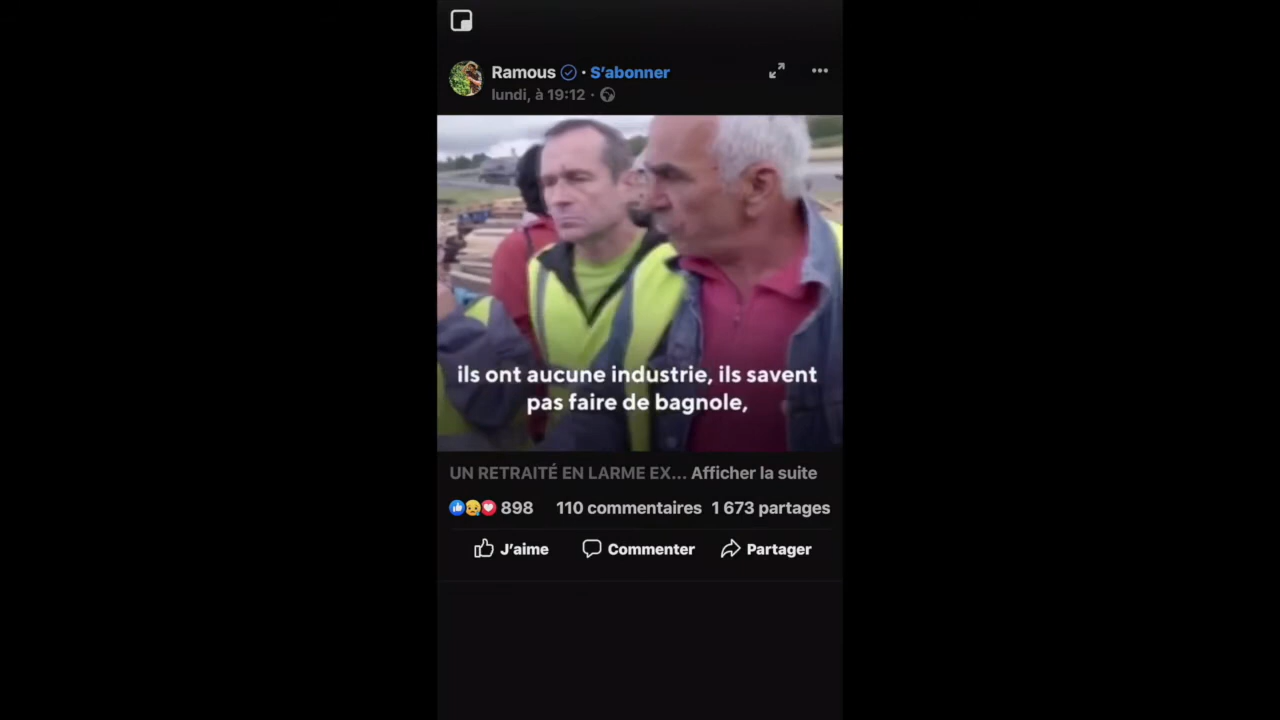 Ramous · S'abonner
lundi, à 19:12 ·
ils ont aucune industrie, ils savent
pas faire de bagnole,
UN RETRAITÉ EN LARME EX... Afficher la suite
898 110 commentaires 1 673 partages
J'aime Commenter Partager